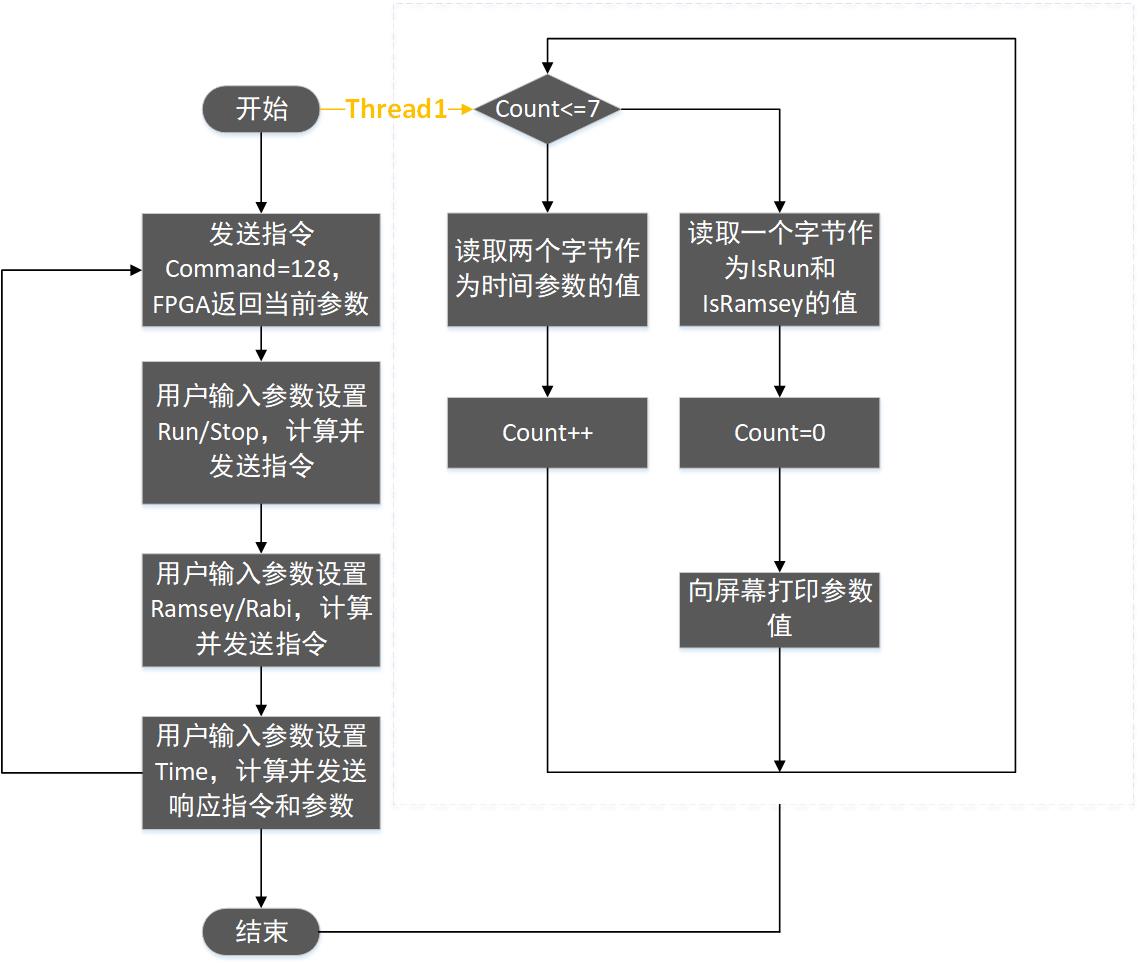 开始
Thread1
Count<=7
发送指令
Command=128，
FPGA返回当前参数
读取两个字节作
为时间参数的值
读取一个字节作
为IsRun和
IsRamsey的值
用户输入参数设置
Run/Stop，计算并
发送指令
Count++
Count=0
用户输入参数设置
Ramsey/Rabi，计算
并发送指令
向屏幕打印参数
值
用户输入参数设置
Time，计算并发送
响应指令和参数
结束